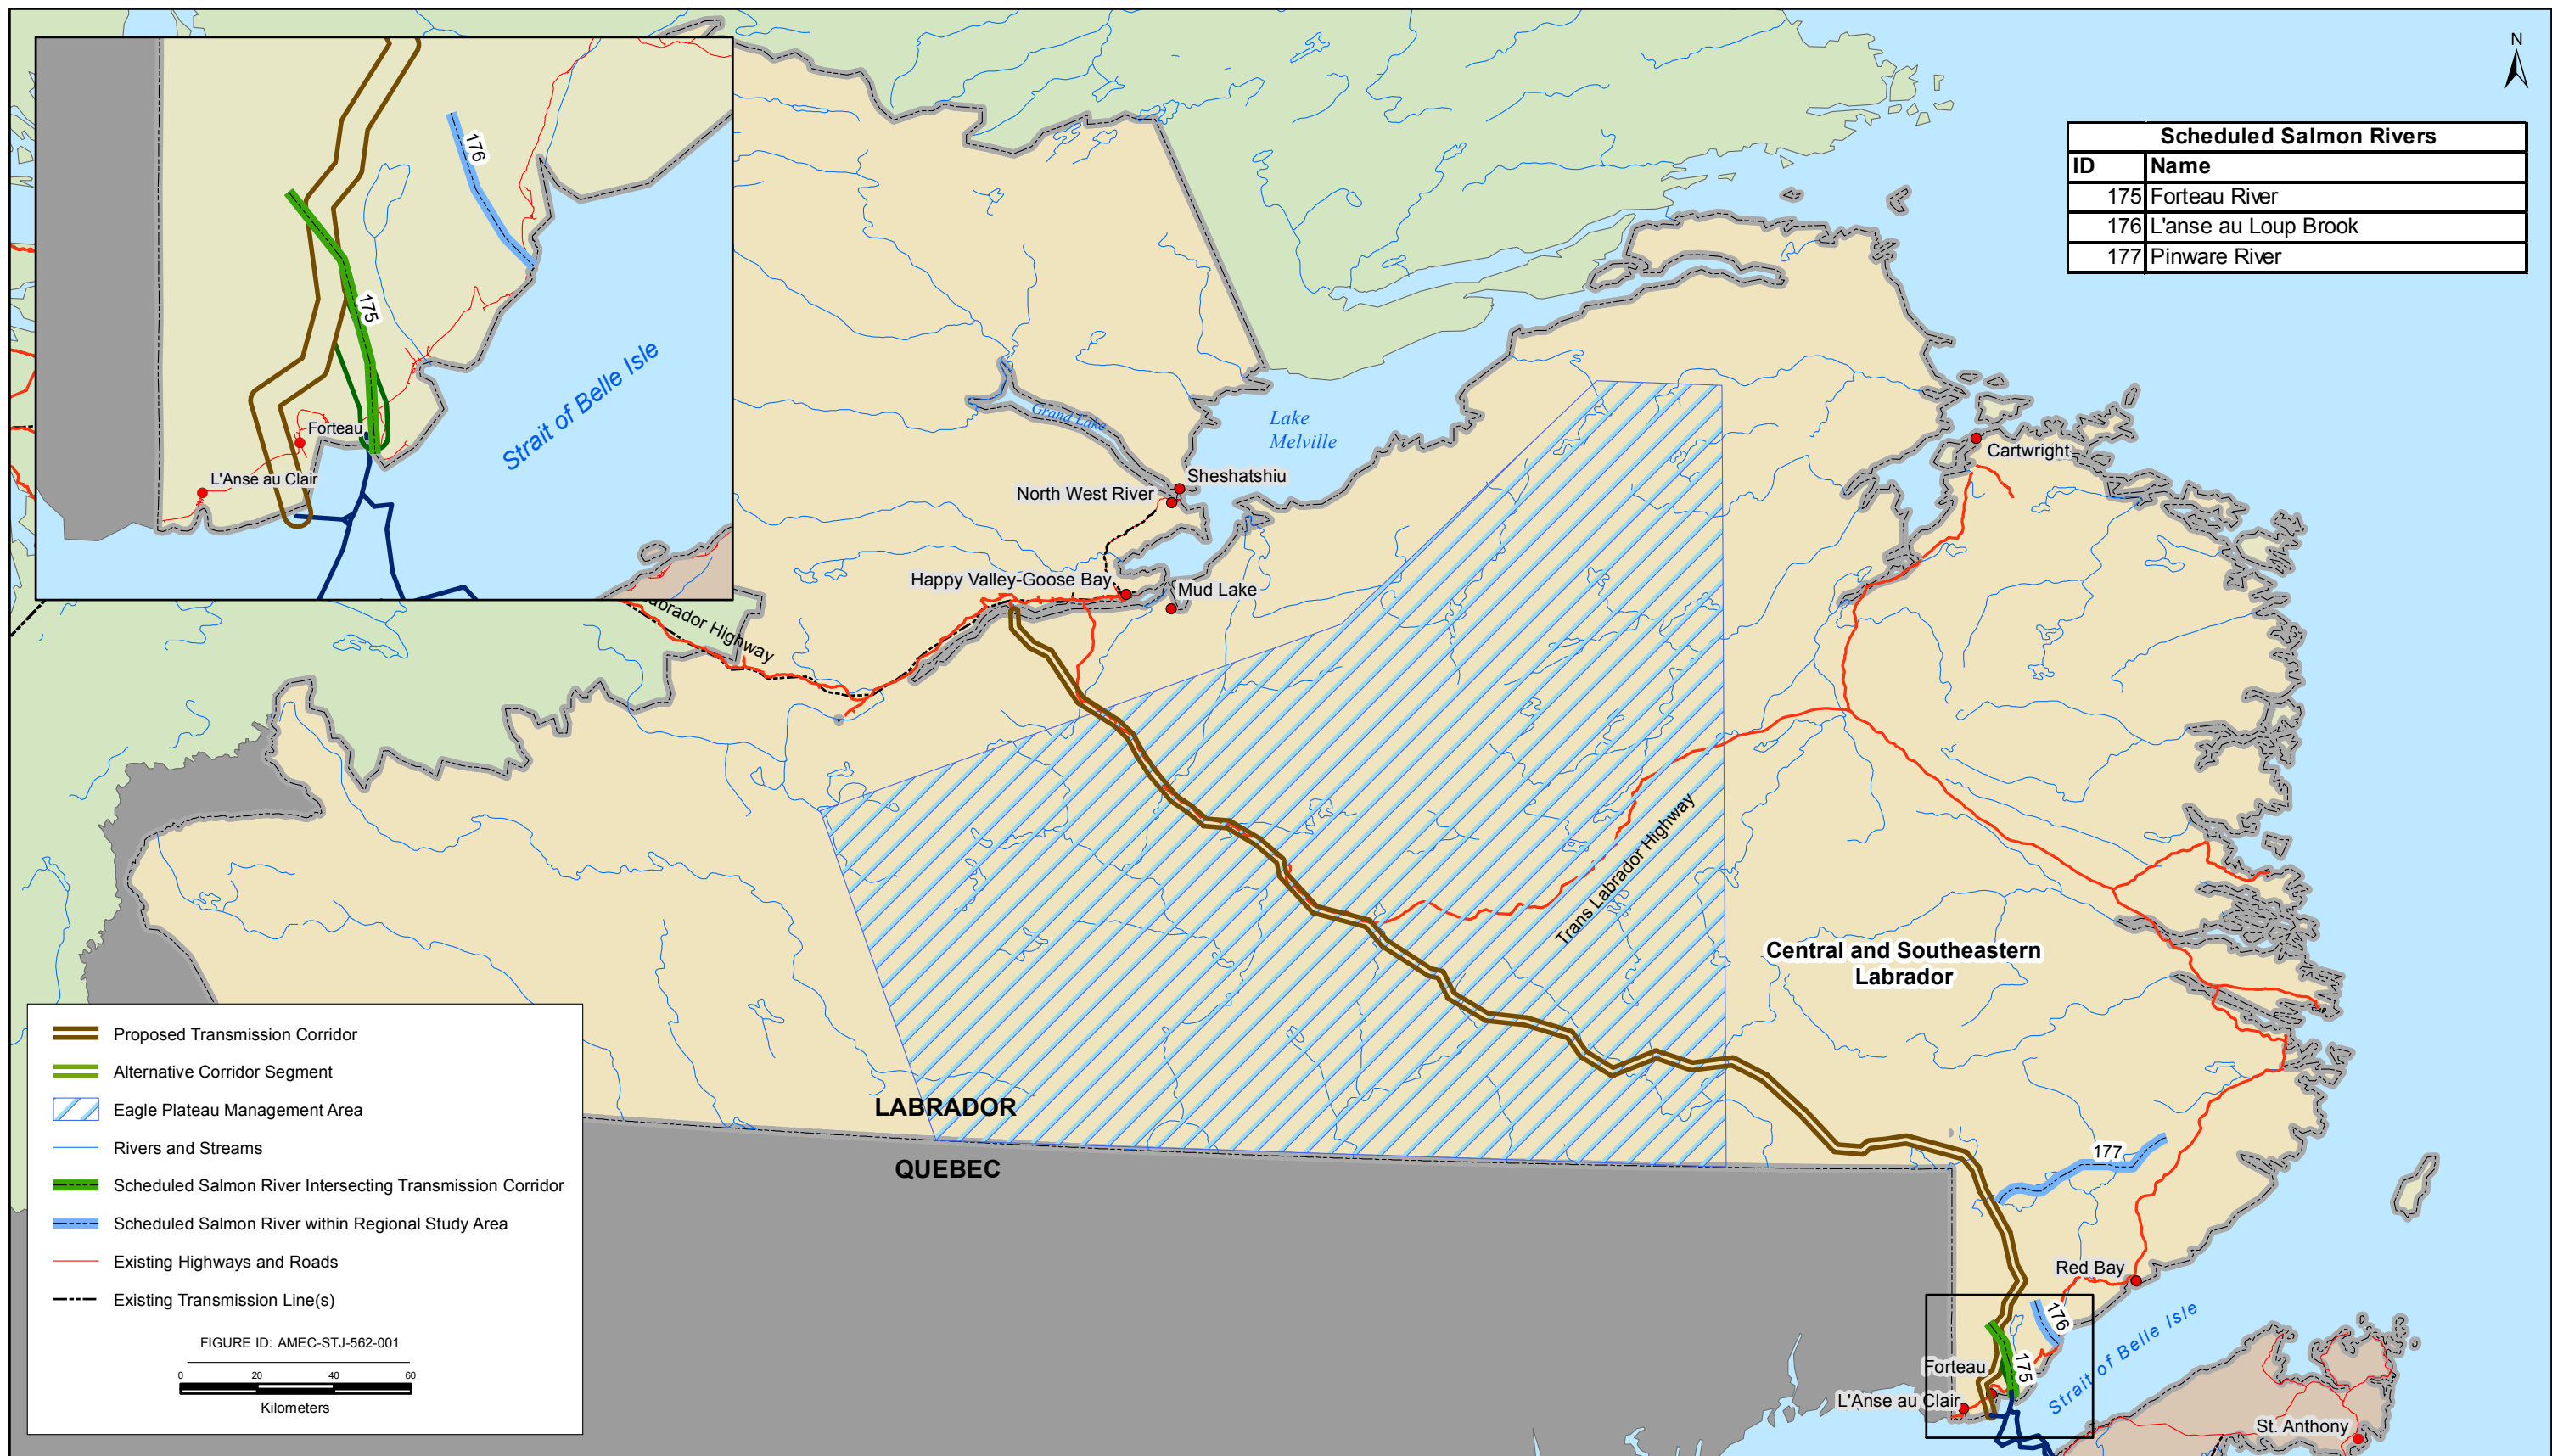 176
175
Strait of Belle Isle
Forteau
L'Anse au Clair
N
Scheduled Salmon Rivers
ID Name
175 Forteau River
176 L'anse au Loup Brook
177 Pinware River
Grand Lake
Lake
Melville
Cartwright
Sheshatshiu
North West River
Happy Valley-Goose Bay
Mud Lake
Labrador Highway
Trans Labrador Highway
Central and Southeastern
Labrador
LABRADOR
QUEBEC
177
Red Bay
176
175
Forteau
L'Anse au Clair
Strait of Belle Isle
St. Anthony
Proposed Transmission Corridor
Alternative Corridor Segment
Eagle Plateau Management Area
Rivers and Streams
Scheduled Salmon River Intersecting Transmission Corridor
Scheduled Salmon River within Regional Study Area
Existing Highways and Roads
Existing Transmission Line(s)
FIGURE ID: AMEC-STJ-562-001
0 20 40 60
Kilometers